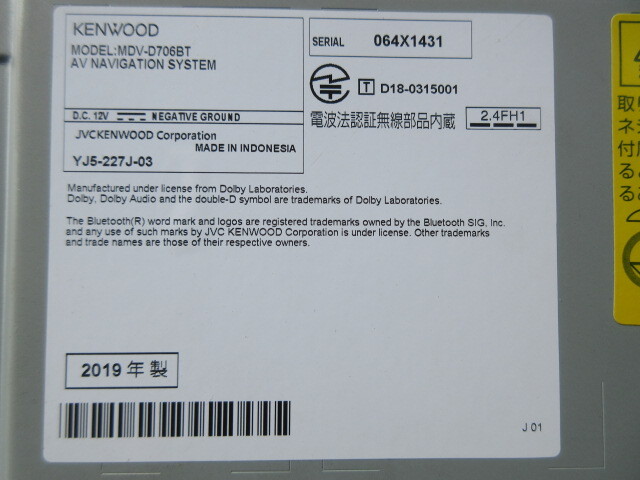 KENWOOD
MODEL:MDV-D706BT
AV NAVIGATION SYSTEM
D.C. 12V NEGATIVE GROUND
JVCKENWOOD Corporation
MADE IN INDONESIA
YJ5-227J-03
SERIAL 064X1431
T D18-0315001
電波法認証無線部品内蔵 2.4FH1
Manufactured under license from Dolby Laboratories.
Dolby, Dolby Audio and the double-D symbol are trademarks of Dolby Laboratories.
The Bluetooth(R) word mark and logos are registered trademarks owned by the Bluetooth SIG, Inc.
and any use of such marks by JVC KENWOOD Corporation is under license. Other trademarks
and trade names are those of their respective owners.
2019 年 製
J 01
取り
ネジ
付属
ると
るお